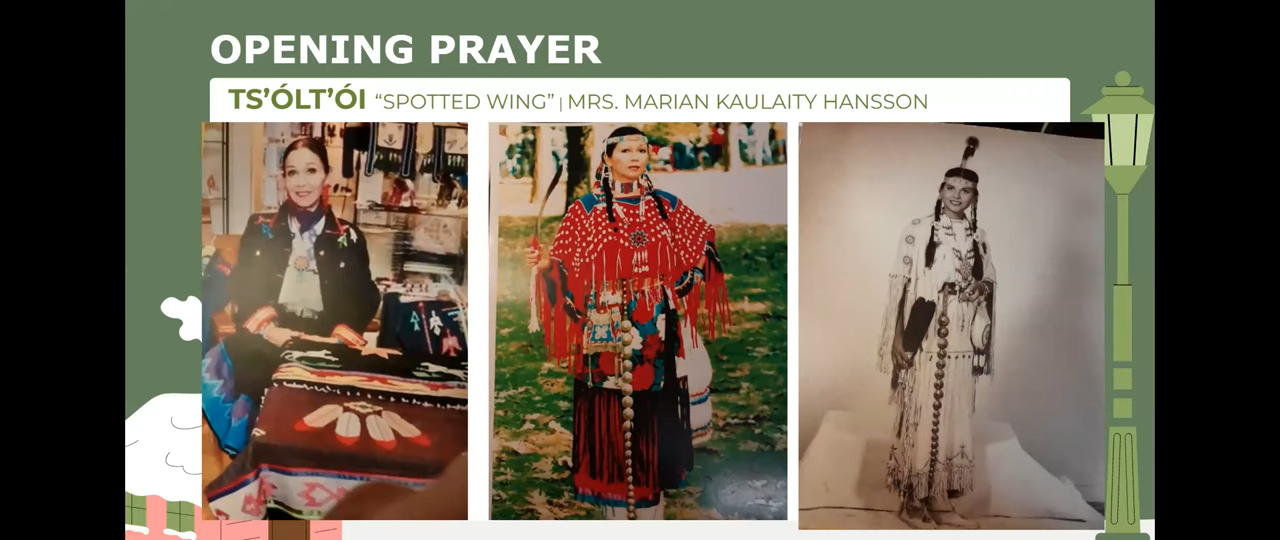 OPENING PRAYER
TS’ÓLT’ÓI “SPOTTED WING” | MRS. MARIAN KAULAITY HANSSON